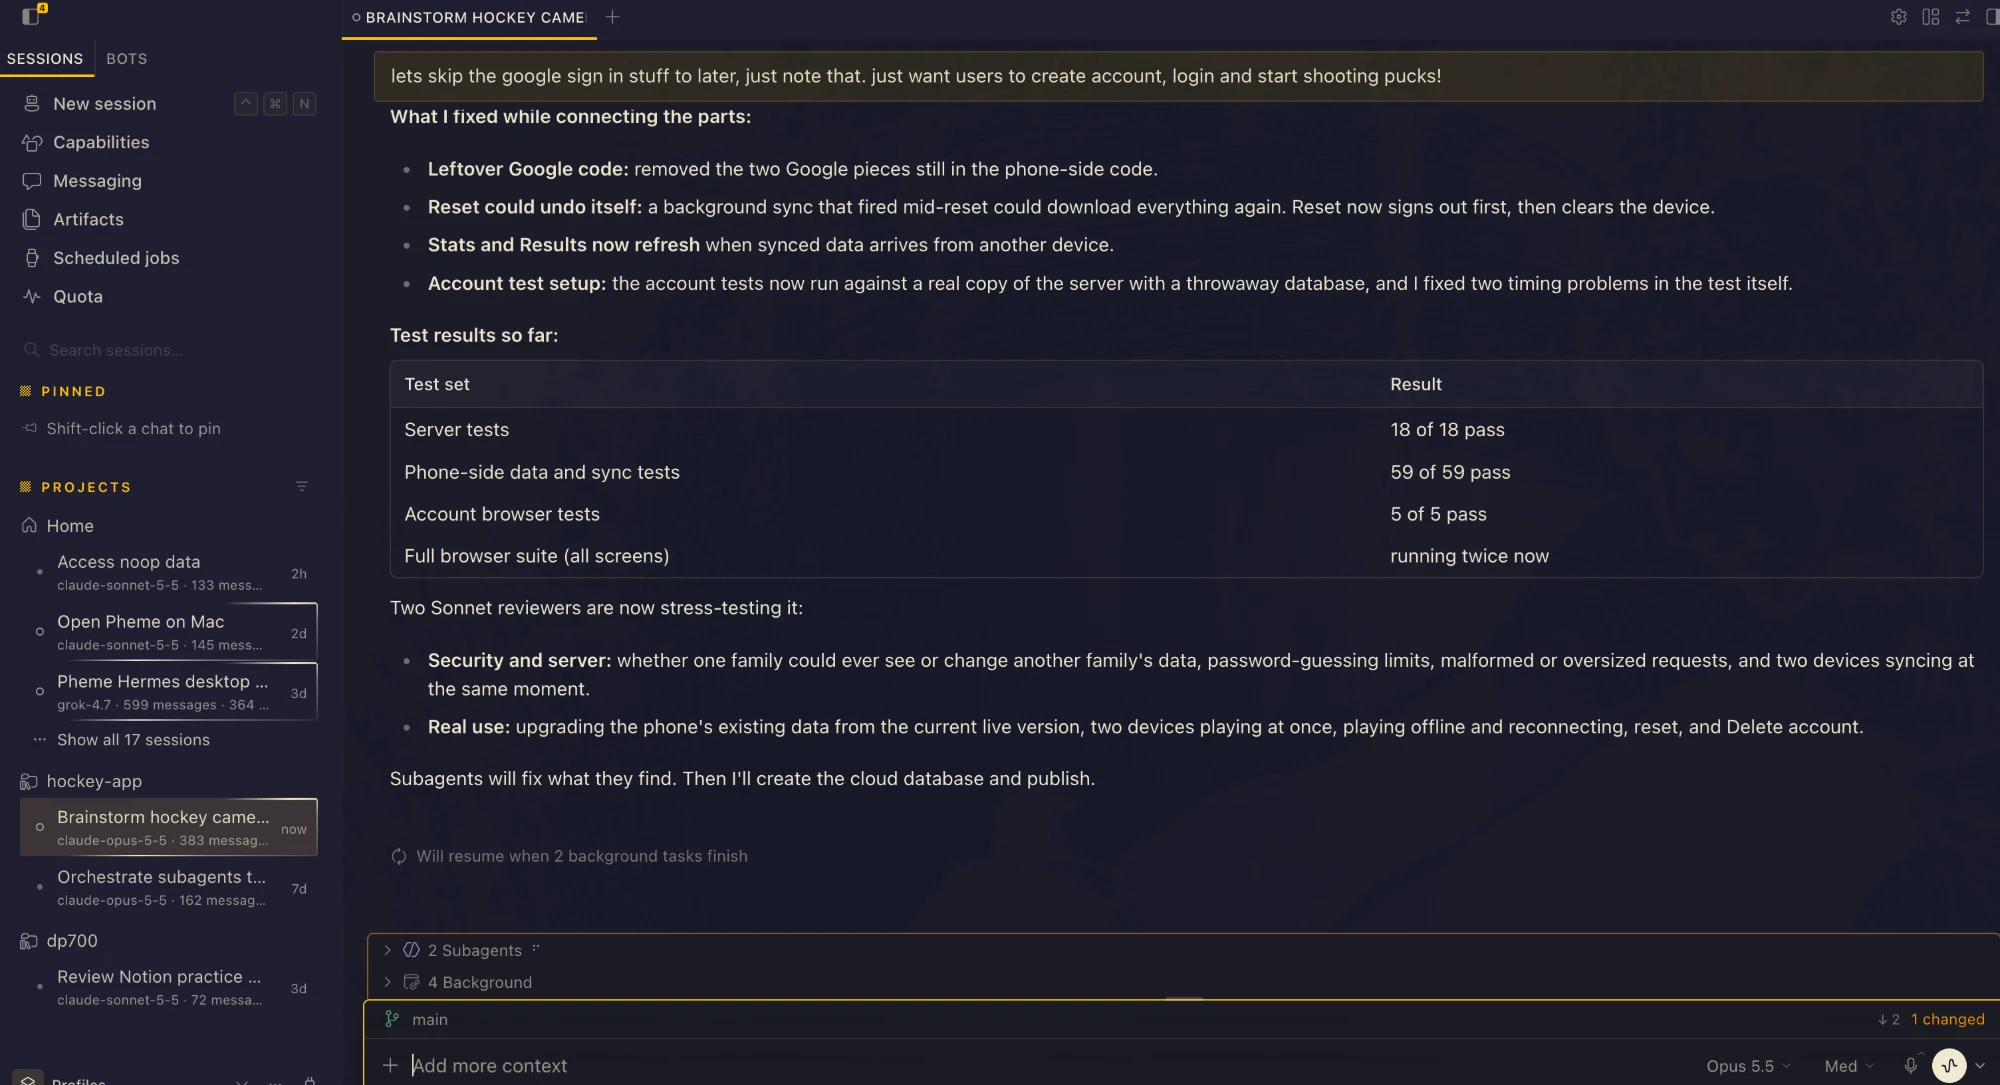 4
BRAINSTORM HOCKEY CAME
SESSIONS
BOTS
New session
⌘ N
Capabilities
Messaging
Artifacts
Scheduled jobs
Quota
Search sessions...
PINNED
Shift-click a chat to pin
PROJECTS
Home
Access noop data
claude-sonnet-5-5 · 133 mess...
2h
Open Pheme on Mac
claude-sonnet-5-5 · 145 mess...
2d
Pheme Hermes desktop ...
grok-4.7 · 599 messages · 364 ...
3d
Show all 17 sessions
hockey-app
Brainstorm hockey came...
claude-opus-5-5 · 383 messag...
now
Orchestrate subagents t...
claude-opus-5-5 · 162 messag...
7d
dp700
Review Notion practice ...
claude-sonnet-5-5 · 72 messa...
3d
lets skip the google sign in stuff to later, just note that. just want users to create account, login and start shooting pucks!
What I fixed while connecting the parts:
Leftover Google code: removed the two Google pieces still in the phone-side code.
Reset could undo itself: a background sync that fired mid-reset could download everything again. Reset now signs out first, then clears the device.
Stats and Results now refresh when synced data arrives from another device.
Account test setup: the account tests now run against a real copy of the server with a throwaway database, and I fixed two timing problems in the test itself.
Test results so far:
Test set Result
Server tests 18 of 18 pass
Phone-side data and sync tests 59 of 59 pass
Account browser tests 5 of 5 pass
Full browser suite (all screens) running twice now
Two Sonnet reviewers are now stress-testing it:
Security and server: whether one family could ever see or change another family's data, password-guessing limits, malformed or oversized requests, and two devices syncing at
the same moment.
Real use: upgrading the phone's existing data from the current live version, two devices playing at once, playing offline and reconnecting, reset, and Delete account.
Subagents will fix what they find. Then I'll create the cloud database and publish.
Will resume when 2 background tasks finish
2 Subagents
4 Background
main
↓2 1 changed
Add more context
Opus 5.5
Med
Profiles